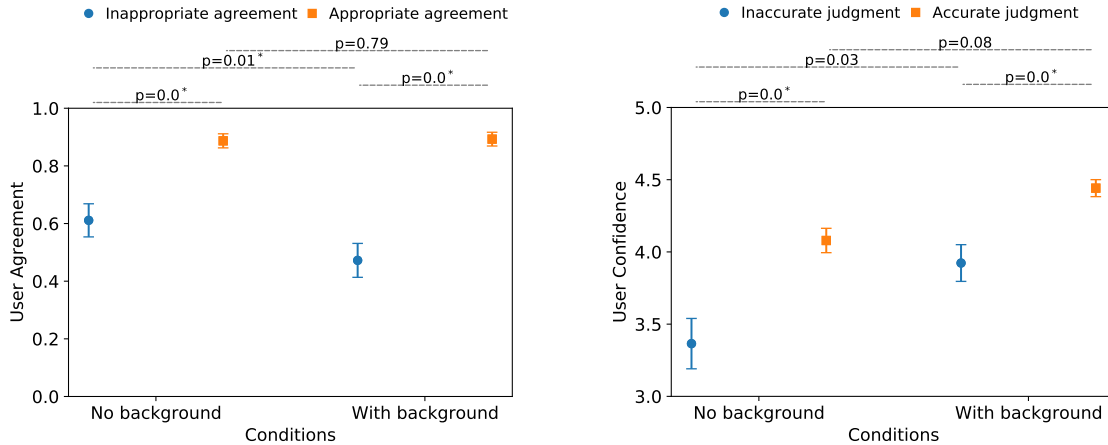 Inappropriate agreement Appropriate agreement
p=0.79
p=0.01*
p=0.0* p=0.0*
1.0
0.8
0.6
0.4
0.2
0.0
User Agreement
No background With background
Conditions
Inaccurate judgment Accurate judgment
p=0.08
p=0.03
p=0.0* p=0.0*
5.0
4.5
4.0
3.5
3.0
User Confidence
No background With background
Conditions